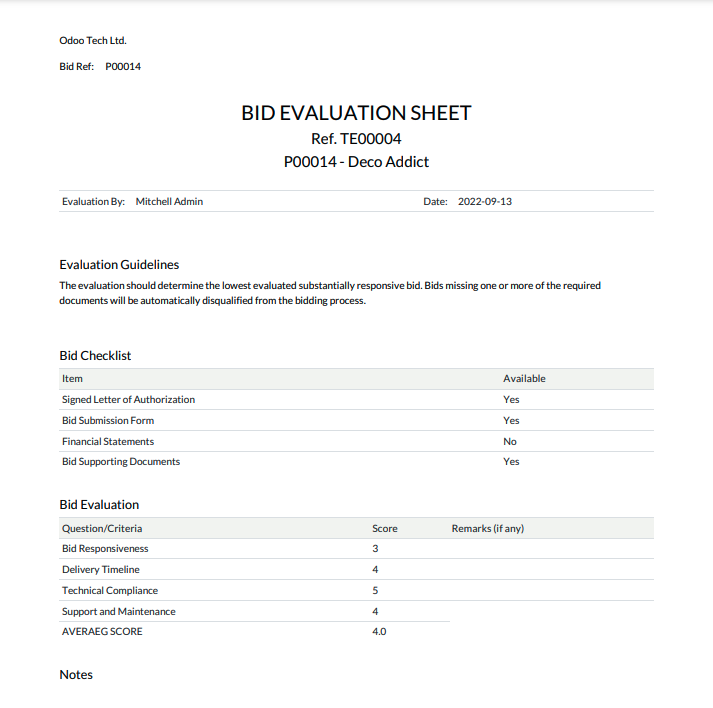 Odoo Tech Ltd.
Bid Ref: P00014
BID EVALUATION SHEET
Ref. TE00004
P00014 - Deco Addict
Evaluation By: Mitchell Admin Date: 2022-09-13
Evaluation Guidelines
The evaluation should determine the lowest evaluated substantially responsive bid. Bids missing one or more of the required
documents will be automatically disqualified from the bidding process.
Bid Checklist
Item Available
Signed Letter of Authorization Yes
Bid Submission Form Yes
Financial Statements No
Bid Supporting Documents Yes
Bid Evaluation
Question/Criteria Score Remarks (if any)
Bid Responsiveness 3
Delivery Timeline 4
Technical Compliance 5
Support and Maintenance 4
AVERAEG SCORE 4.0
Notes